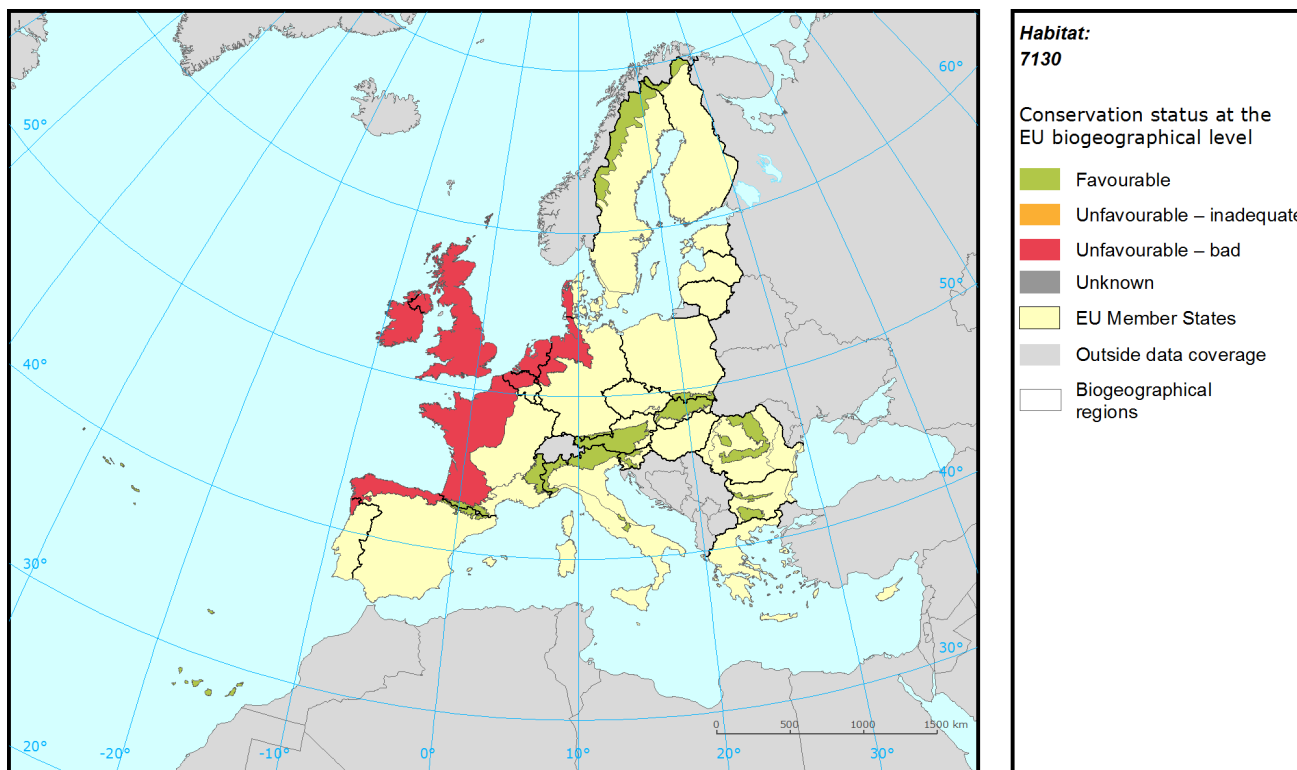 Habitat:
7130
Conservation status at the
EU biogeographical level
Favourable
Unfavourable – inadequate
Unfavourable – bad
Unknown
EU Member States
Outside data coverage
Biogeographical
regions
60°
50°
50°
40°
40°
30°
30°
20°
-20°
-10°
0°
10°
20°
30°
0 500 1000 1500 km